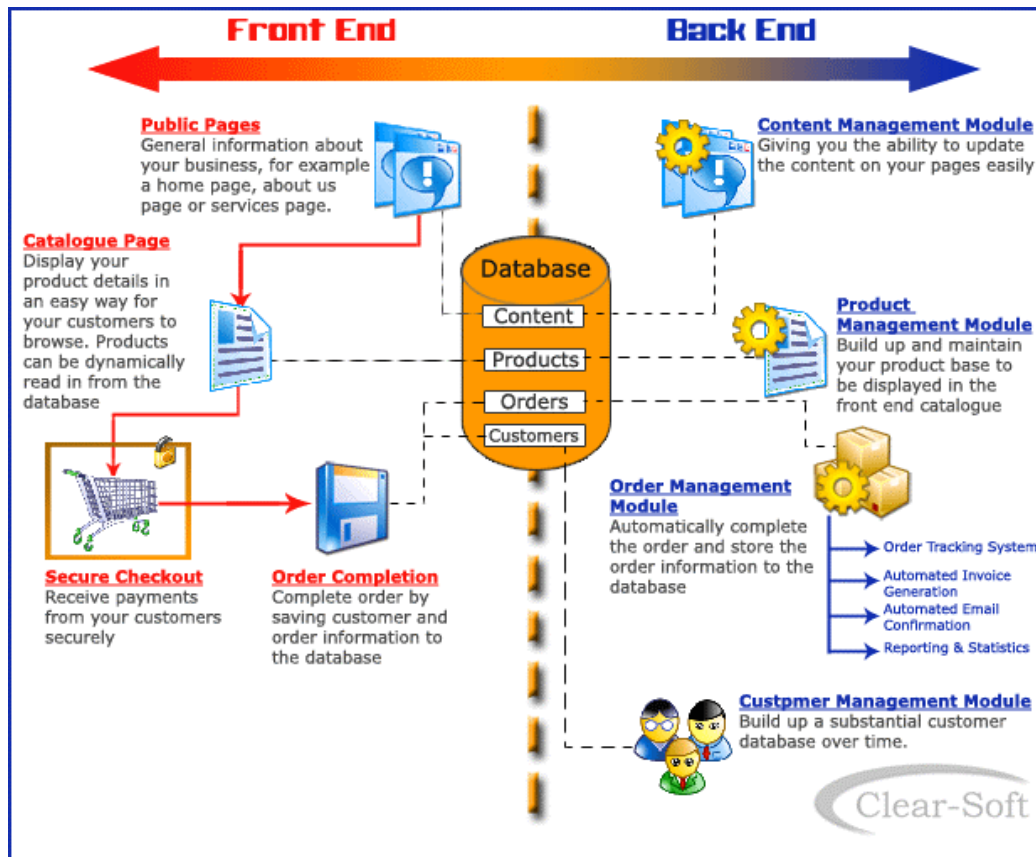 Front End
Back End
Public Pages
General information about
your business, for example
a home page, about us
page or services page.
Content Management Module
Giving you the ability to update
the content on your pages easily
Catalogue Page
Display your
product details in
an easy way for
your customers to
browse. Products
can be dynamically
read in from the
database
Database
Content
Products
Orders
Customers
Product
Management Module
Build up and maintain
your product base to
be displayed in the
front end catalogue
Secure Checkout
Receive payments
from your customers
securely
Order Completion
Complete order by
saving customer and
order information to
the database
Order Management
Module
Automatically complete
the order and store the
order information to the
database
Order Tracking System
Automated Invoice
Generation
Automated Email
Confirmation
Reporting & Statistics
Custpmer Management Module
Build up a substantial customer
database over time.
Clear-Soft